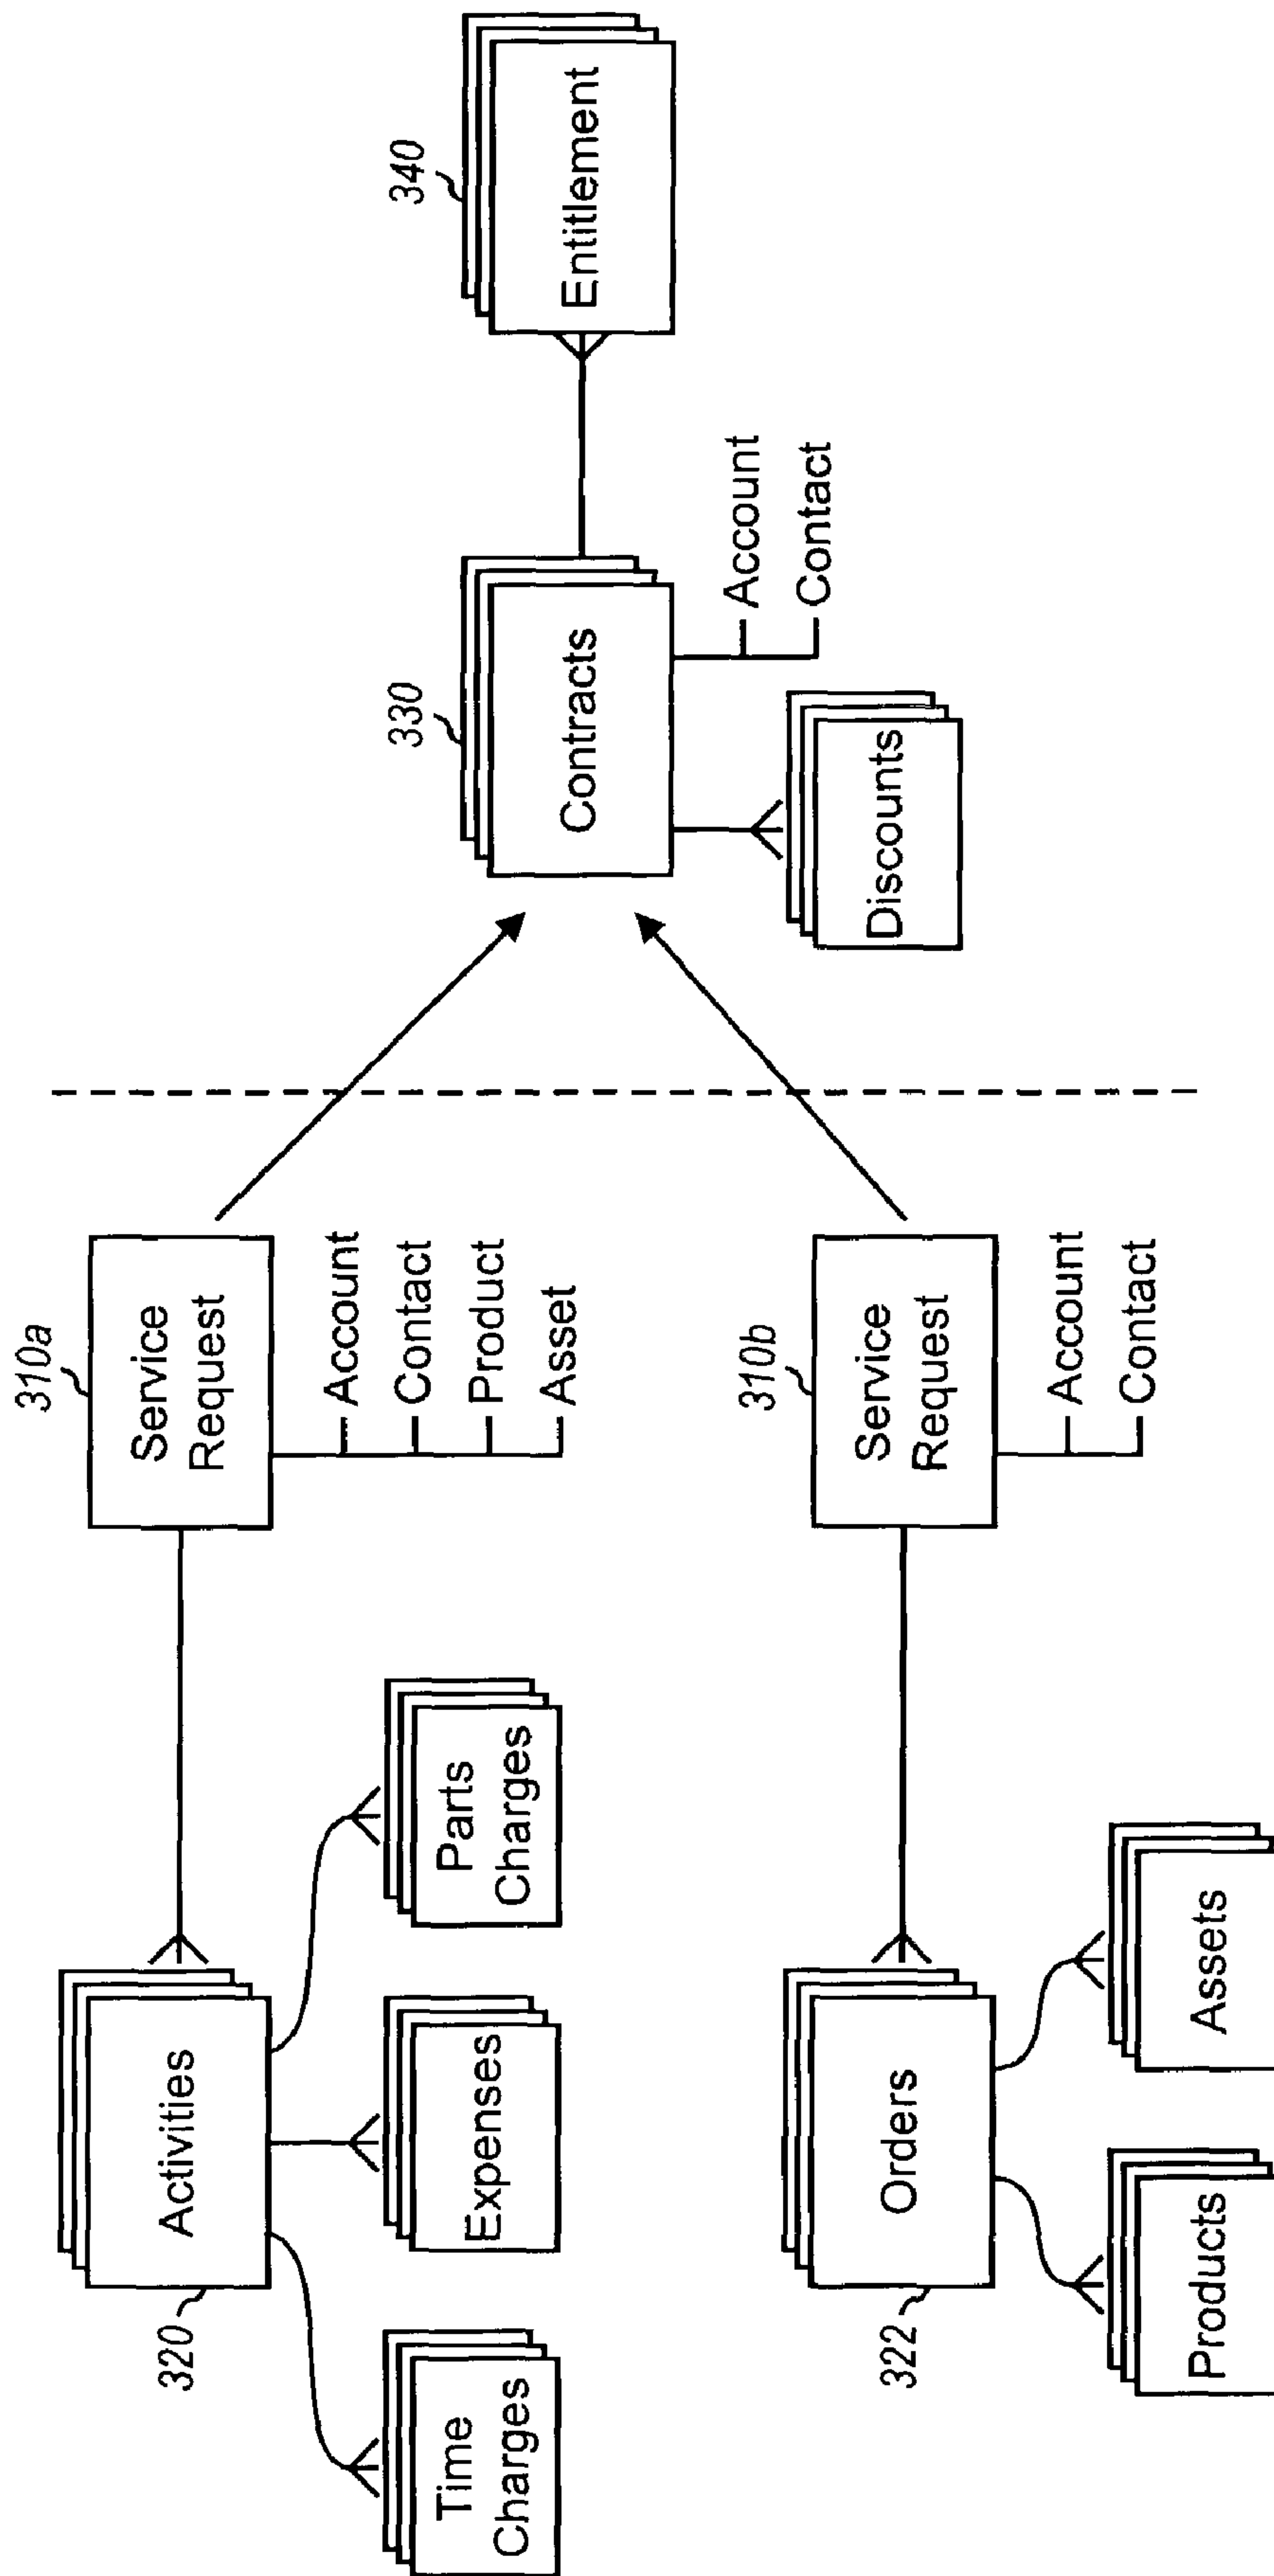 310a
Service
Request
Account
Contact
Product
Asset
320
Activities
Time
Charges
Expenses
Parts
Charges
310b
Service
Request
Account
Contact
322
Orders
Products
Assets
330
Contracts
Account
Contact
Discounts
340
Entitlement